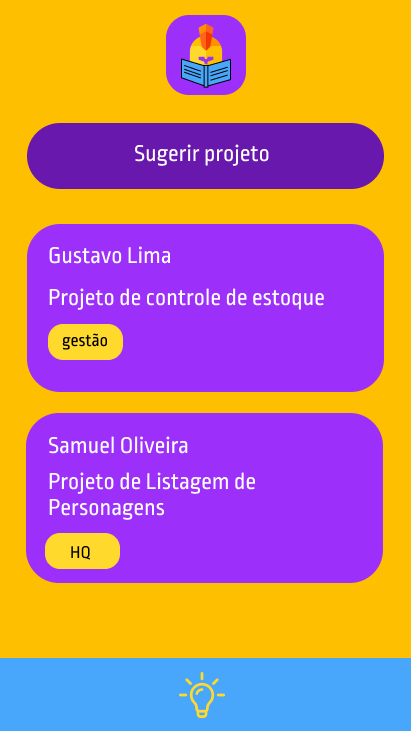 Sugerir projeto
Gustavo Lima
Projeto de controle de estoque
gestão
Samuel Oliveira
Projeto de Listagem de
Personagens
HQ